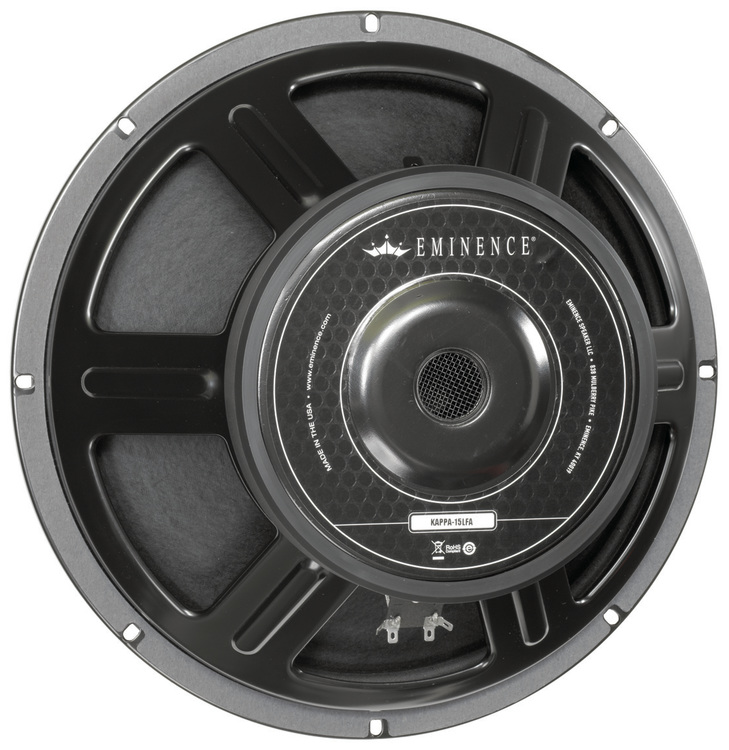 EMINENCE®
MADE IN THE USA • www.eminence.com
EMINENCE SPEAKER LLC • 838 MULBERRY PIKE • EMINENCE, KY 40019
KAPPA-15LFA
RoHS